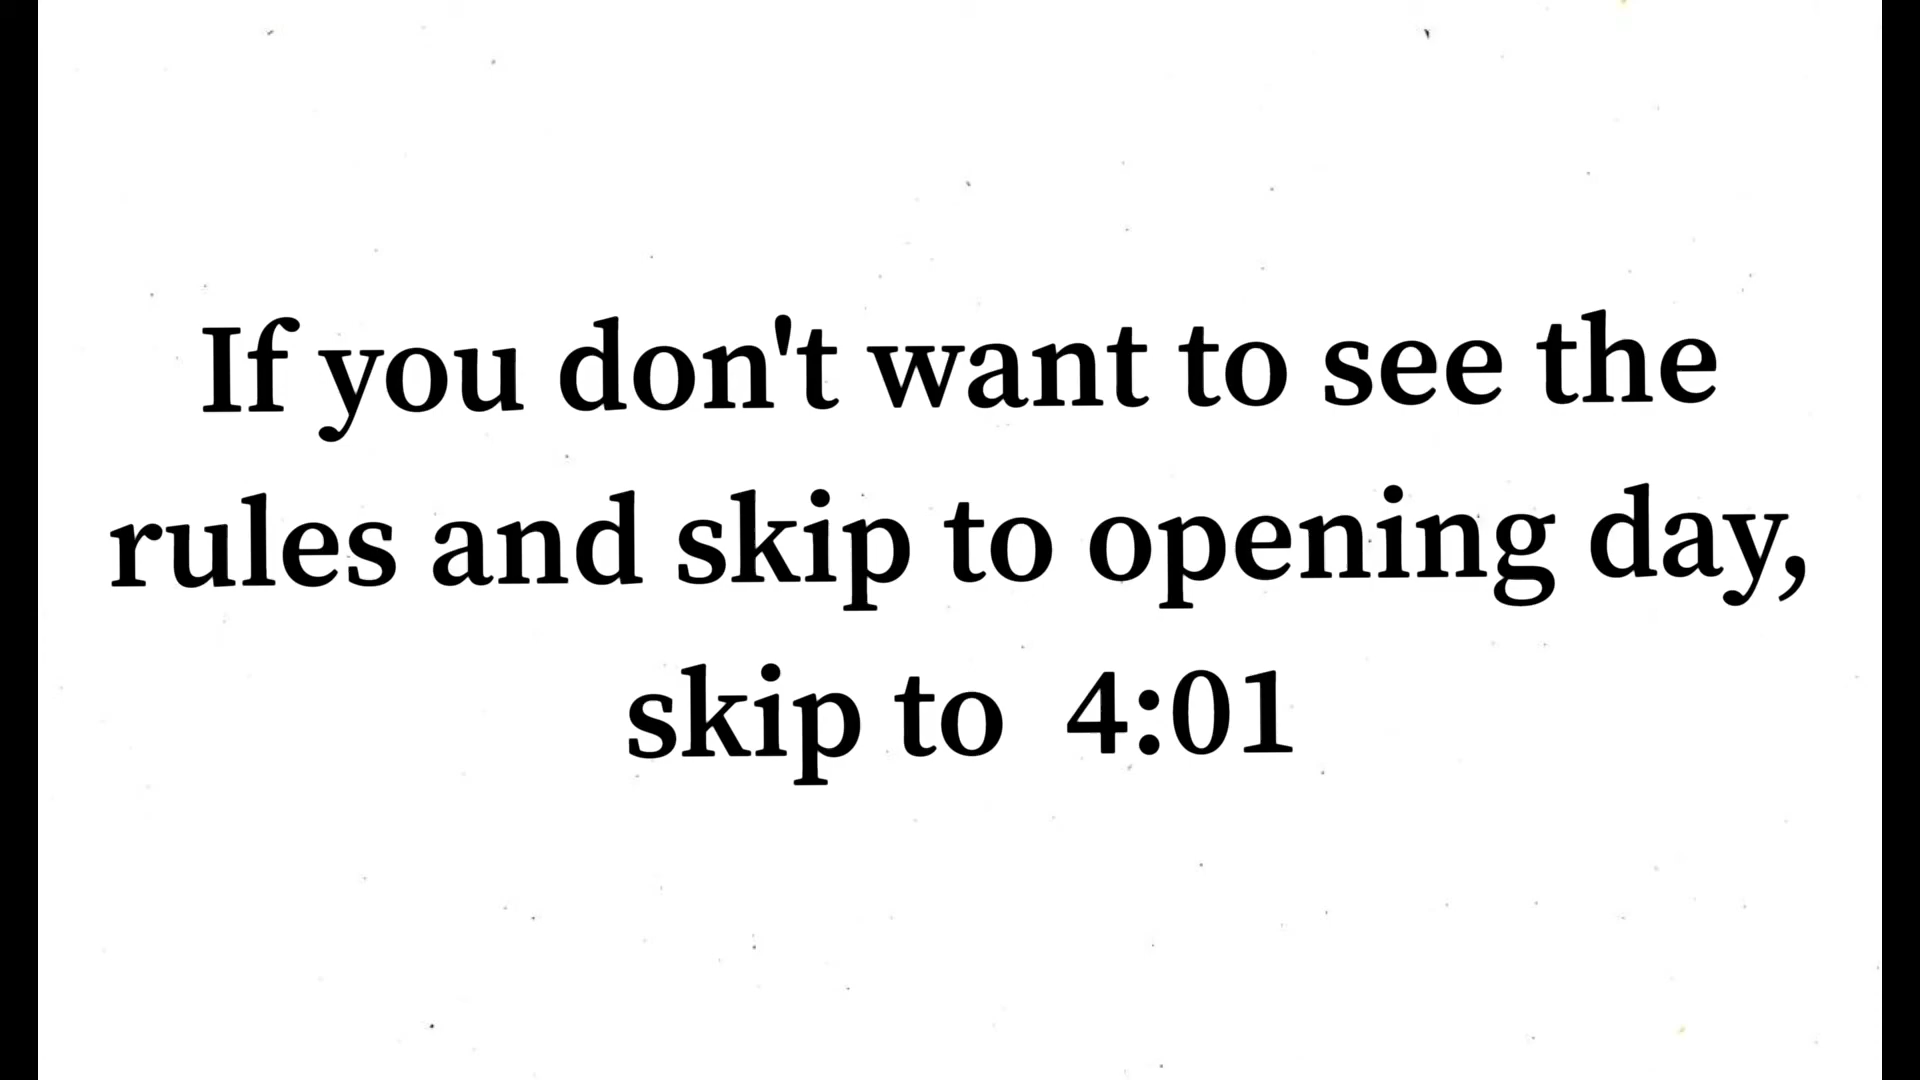 If you don't want to see the
rules and skip to opening day,
skip to  4:01